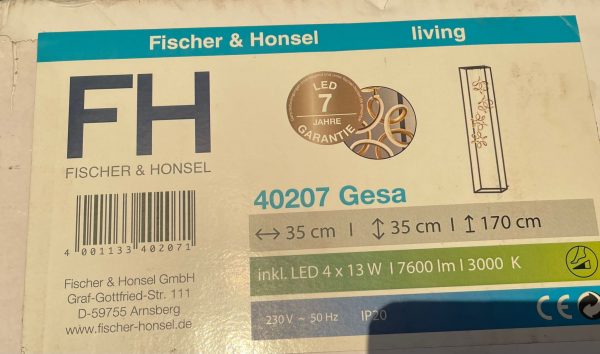 Fischer & Honsel living
FH
FISCHER & HONSEL
LED
7
JAHRE
GARANTIE
40207 Gesa
↔ 35 cm I ↕ 35 cm I ↕ 170 cm
inkl. LED 4 x 13 W I 7600 lm I 3000 K
230 V ~ 50 Hz IP20
CE
4 001133 402071
Fischer & Honsel GmbH
Graf-Gottfried-Str. 111
D-59755 Arnsberg
www.fischer-honsel.de